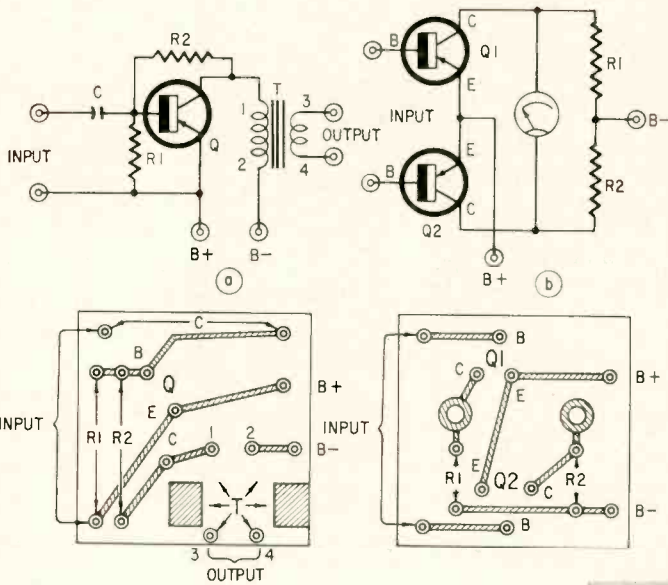 R2
C
Q
R1
INPUT
1
2
T
3
4
OUTPUT
B+
B-
a
B
C
Q1
E
INPUT
E
B
C
Q2
B+
R1
R2
B-
b
C
B
Q
E
C
B+
INPUT
R1
R2
1
2
B-
T
3
4
OUTPUT
B
Q1
C
E
B+
INPUT
E
Q2
C
R1
R2
B-
B